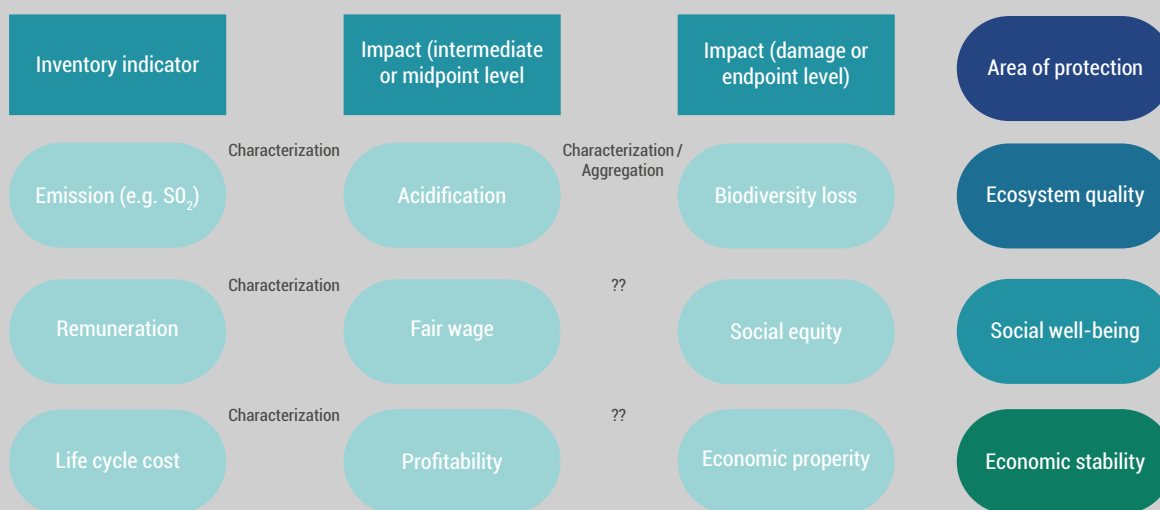 Inventory indicator
Impact (intermediate
or midpoint level
Impact (damage or
endpoint level)
Area of protection
Characterization
Characterization /
Aggregation
Emission (e.g. SO₂)
Acidification
Biodiversity loss
Ecosystem quality
Characterization
??
Remuneration
Fair wage
Social equity
Social well-being
Characterization
??
Life cycle cost
Profitability
Economic properity
Economic stability